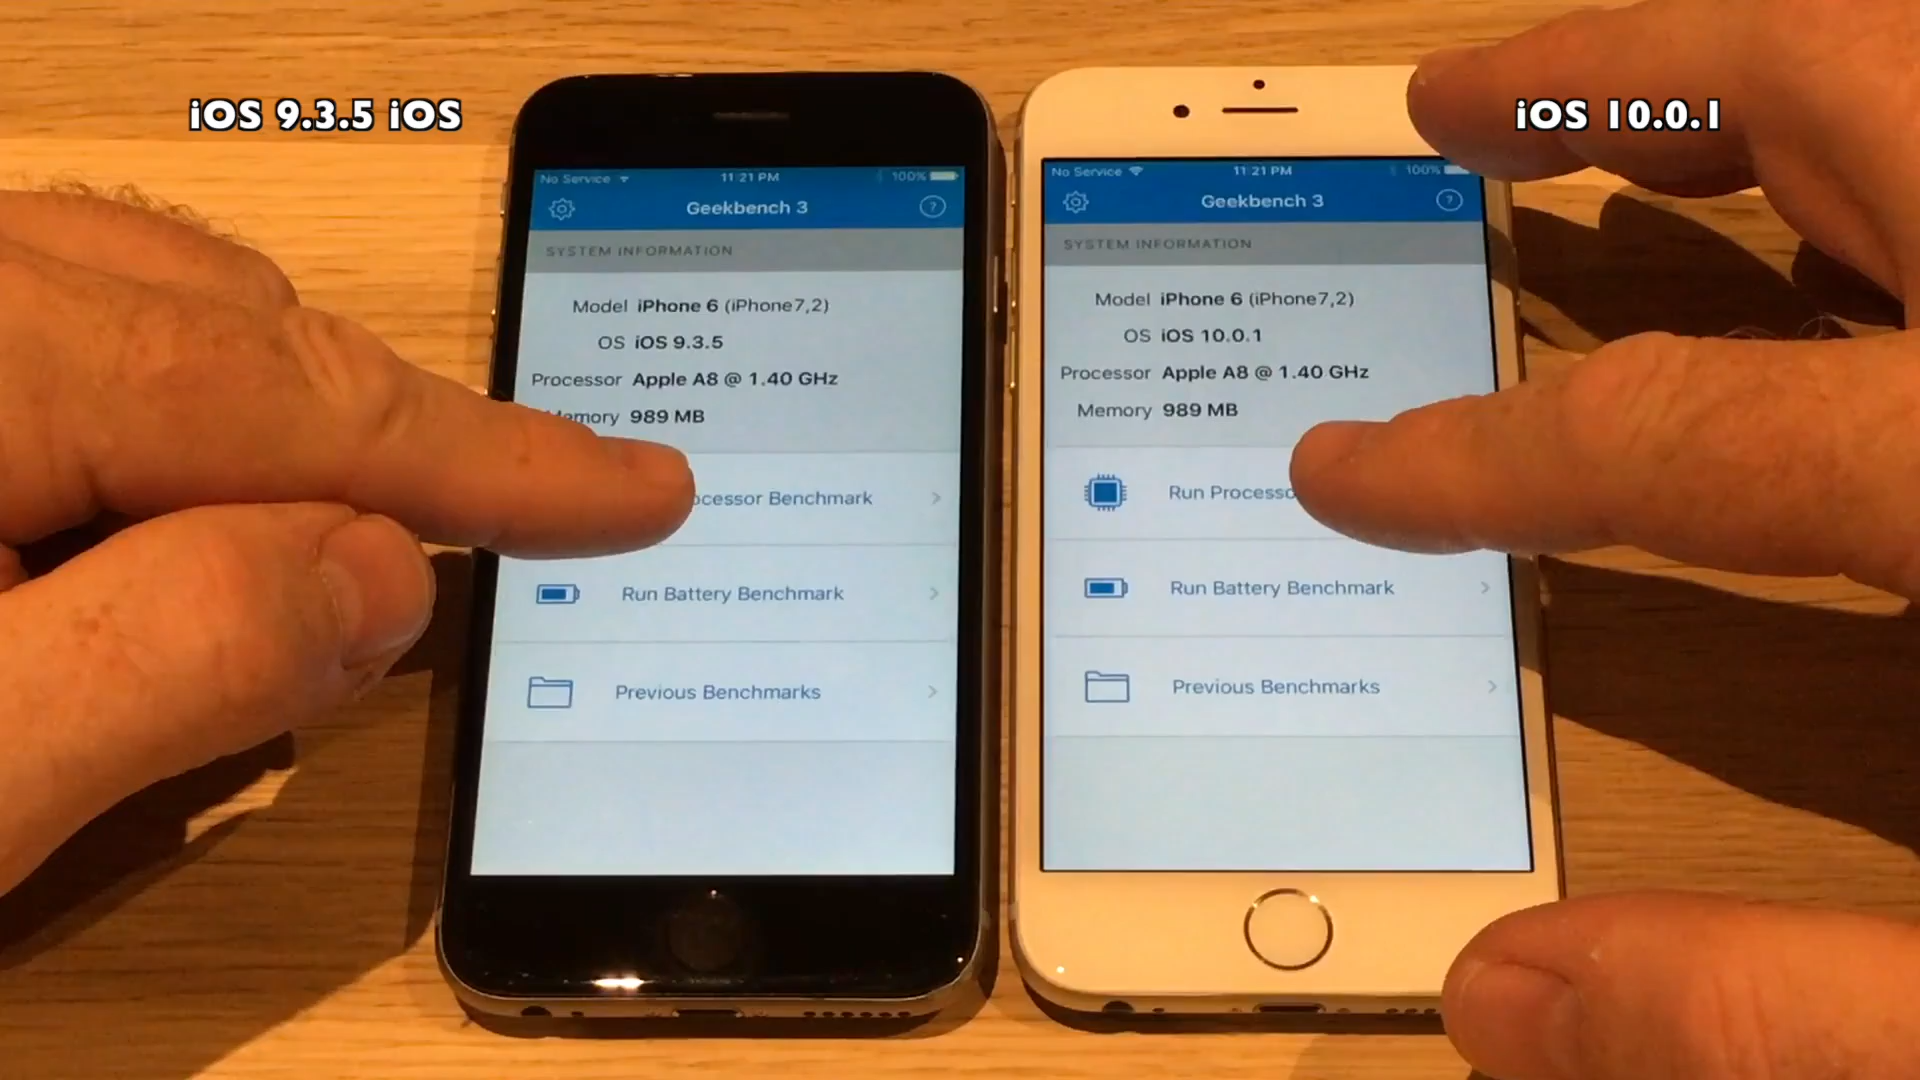 iOS 9.3.5 iOS
iOS 10.0.1
No Service
11:21 PM
100%
Geekbench 3
?
SYSTEM INFORMATION
Model iPhone 6 (iPhone7,2)
OS iOS 9.3.5
Processor Apple A8 @ 1.40 GHz
Memory 989 MB
ocessor Benchmark
Run Battery Benchmark
Previous Benchmarks
No Service
11:21 PM
100%
Geekbench 3
?
SYSTEM INFORMATION
Model iPhone 6 (iPhone7,2)
OS iOS 10.0.1
Processor Apple A8 @ 1.40 GHz
Memory 989 MB
Run Processo
Run Battery Benchmark
Previous Benchmarks